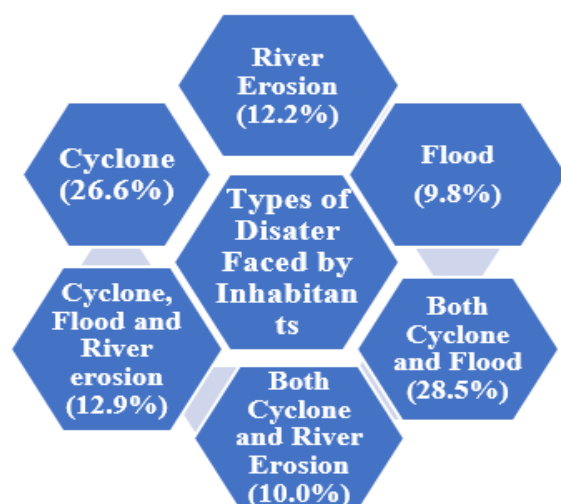 River
Erosion
(12.2%)
Cyclone
(26.6%)
Flood
(9.8%)
Types of
Disater
Faced by
Inhabitan
ts
Cyclone,
Flood and
River
erosion
(12.9%)
Both
Cyclone
and Flood
(28.5%)
Both
Cyclone
and River
Erosion
(10.0%)